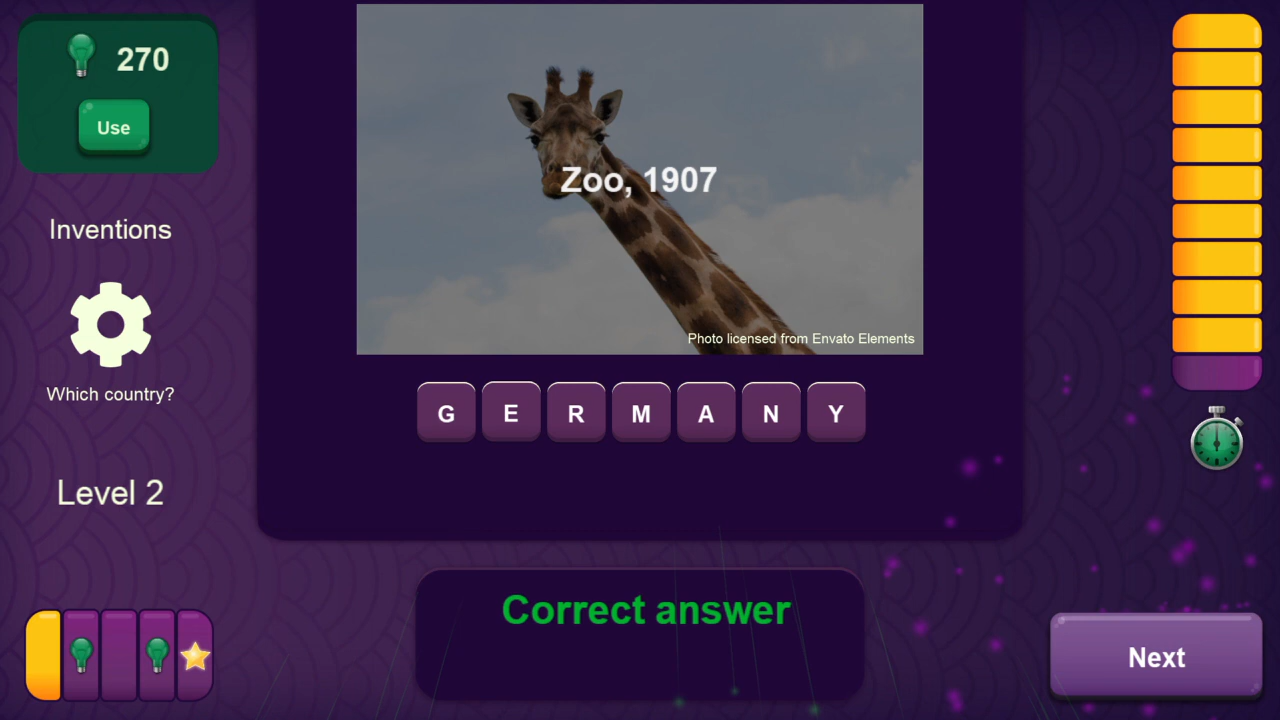 270
Use
Inventions
Which country?
Level 2
Zoo, 1907
Photo licensed from Envato Elements
G E R M A N Y
Correct answer
Next